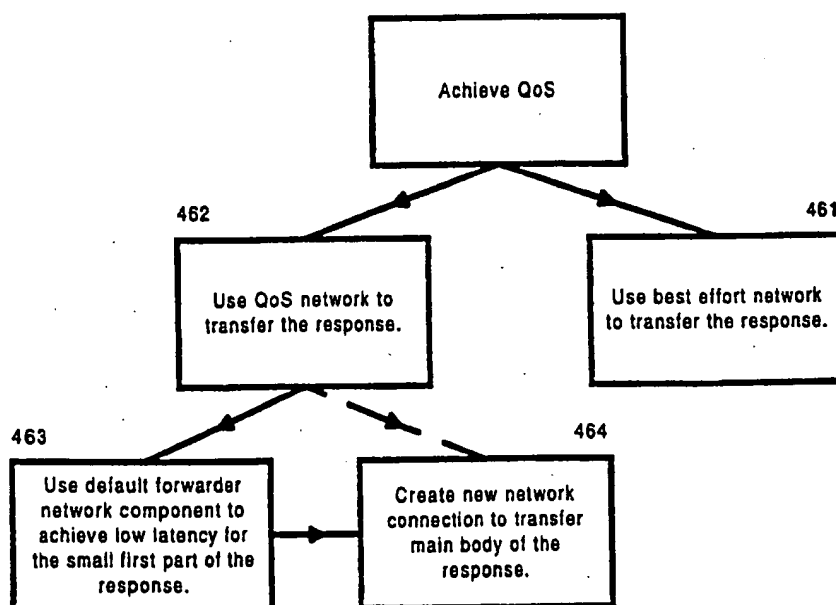 Achieve QoS
462
461
Use QoS network to
transfer the response.
Use best effort network
to transfer the response.
463
464
Use default forwarder
network component to
achieve low latency for
the small first part of the
response.
Create new network
connection to transfer
main body of the
response.